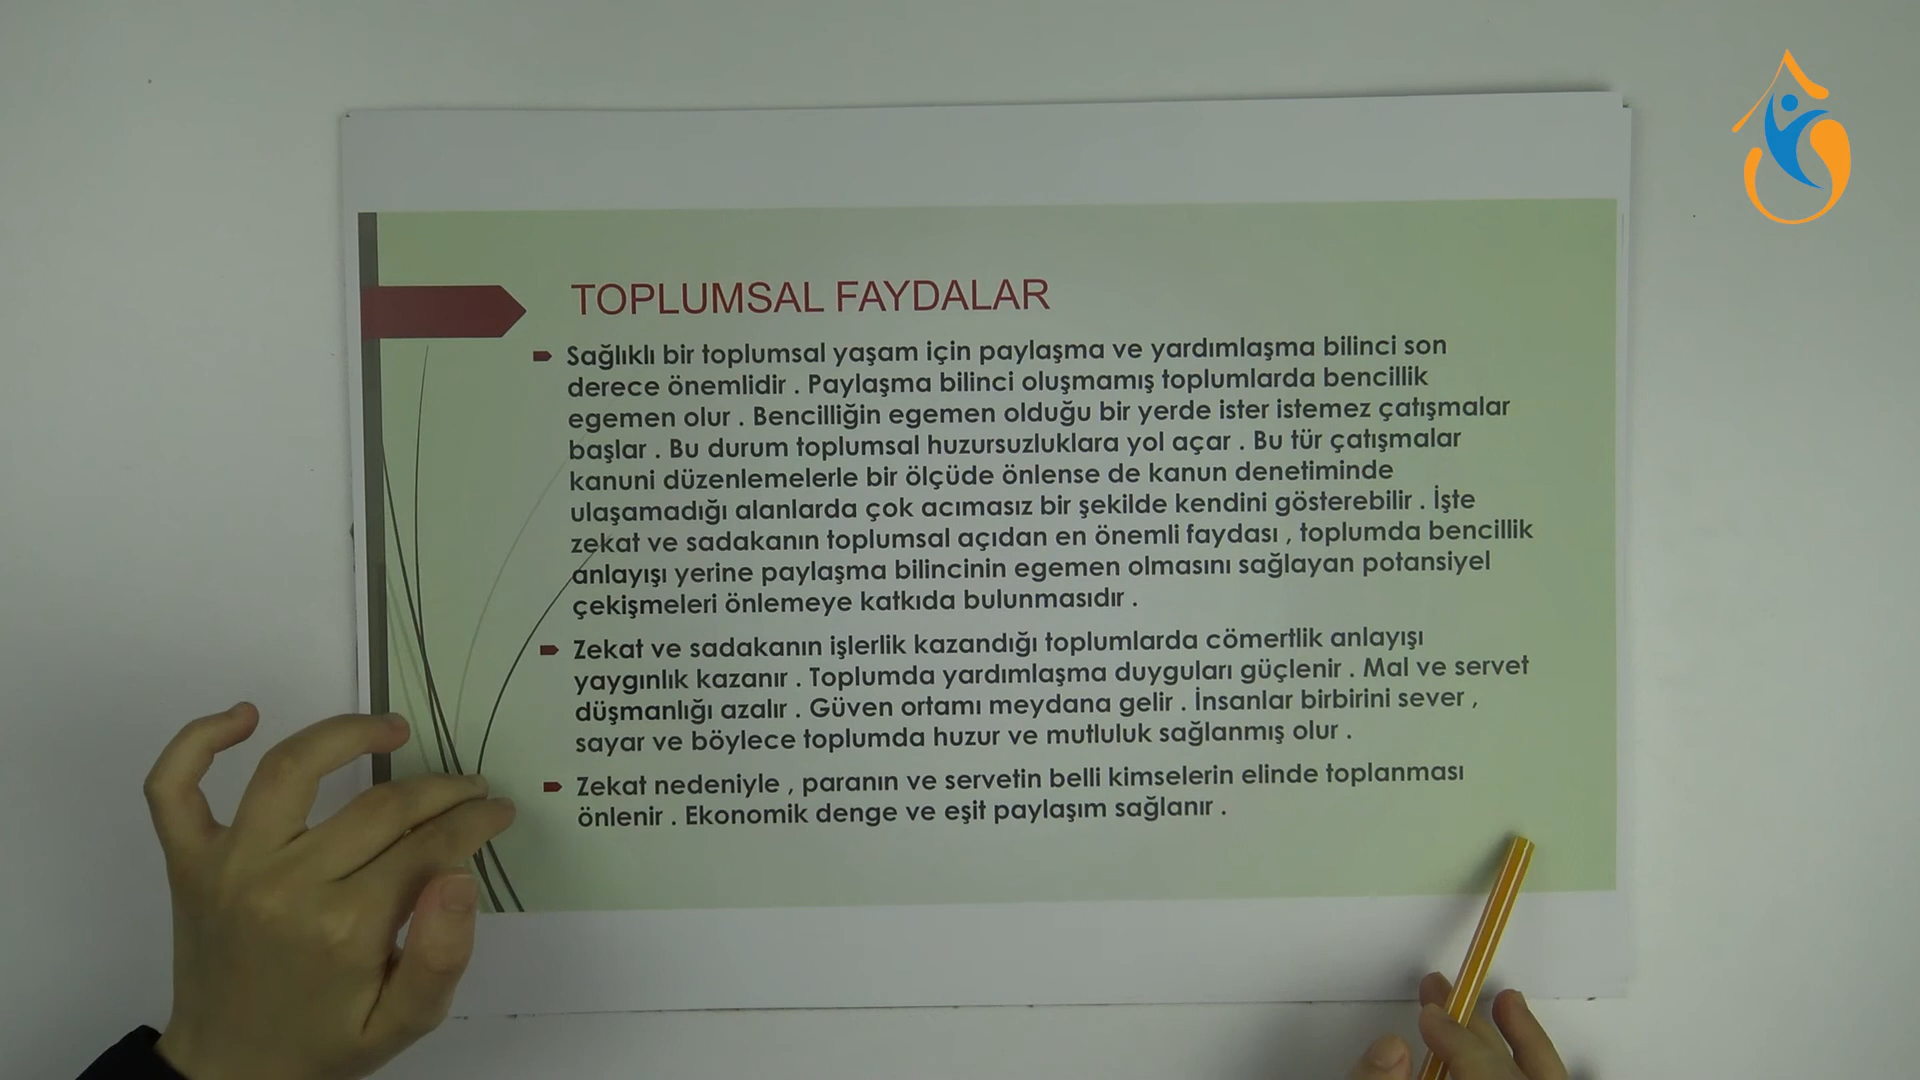 TOPLUMSAL FAYDALAR
Sağlıklı bir toplumsal yaşam için paylaşma ve yardımlaşma bilinci son
derece önemlidir . Paylaşma bilinci oluşmamış toplumlarda bencillik
egemen olur . Bencilliğin egemen olduğu bir yerde ister istemez çatışmalar
başlar . Bu durum toplumsal huzursuzluklara yol açar . Bu tür çatışmalar
kanuni düzenlemelerle bir ölçüde önlense de kanun denetiminde
ulaşamadığı alanlarda çok acımasız bir şekilde kendini gösterebilir . İşte
zekat ve sadakanın toplumsal açıdan en önemli faydası , toplumda bencillik
anlayışı yerine paylaşma bilincinin egemen olmasını sağlayan potansiyel
çekişmeleri önlemeye katkıda bulunmasıdır .
Zekat ve sadakanın işlerlik kazandığı toplumlarda cömertlik anlayışı
yaygınlık kazanır . Toplumda yardımlaşma duyguları güçlenir . Mal ve servet
düşmanlığı azalır . Güven ortamı meydana gelir . İnsanlar birbirini sever ,
sayar ve böylece toplumda huzur ve mutluluk sağlanmış olur .
Zekat nedeniyle , paranın ve servetin belli kimselerin elinde toplanması
önlenir . Ekonomik denge ve eşit paylaşım sağlanır .